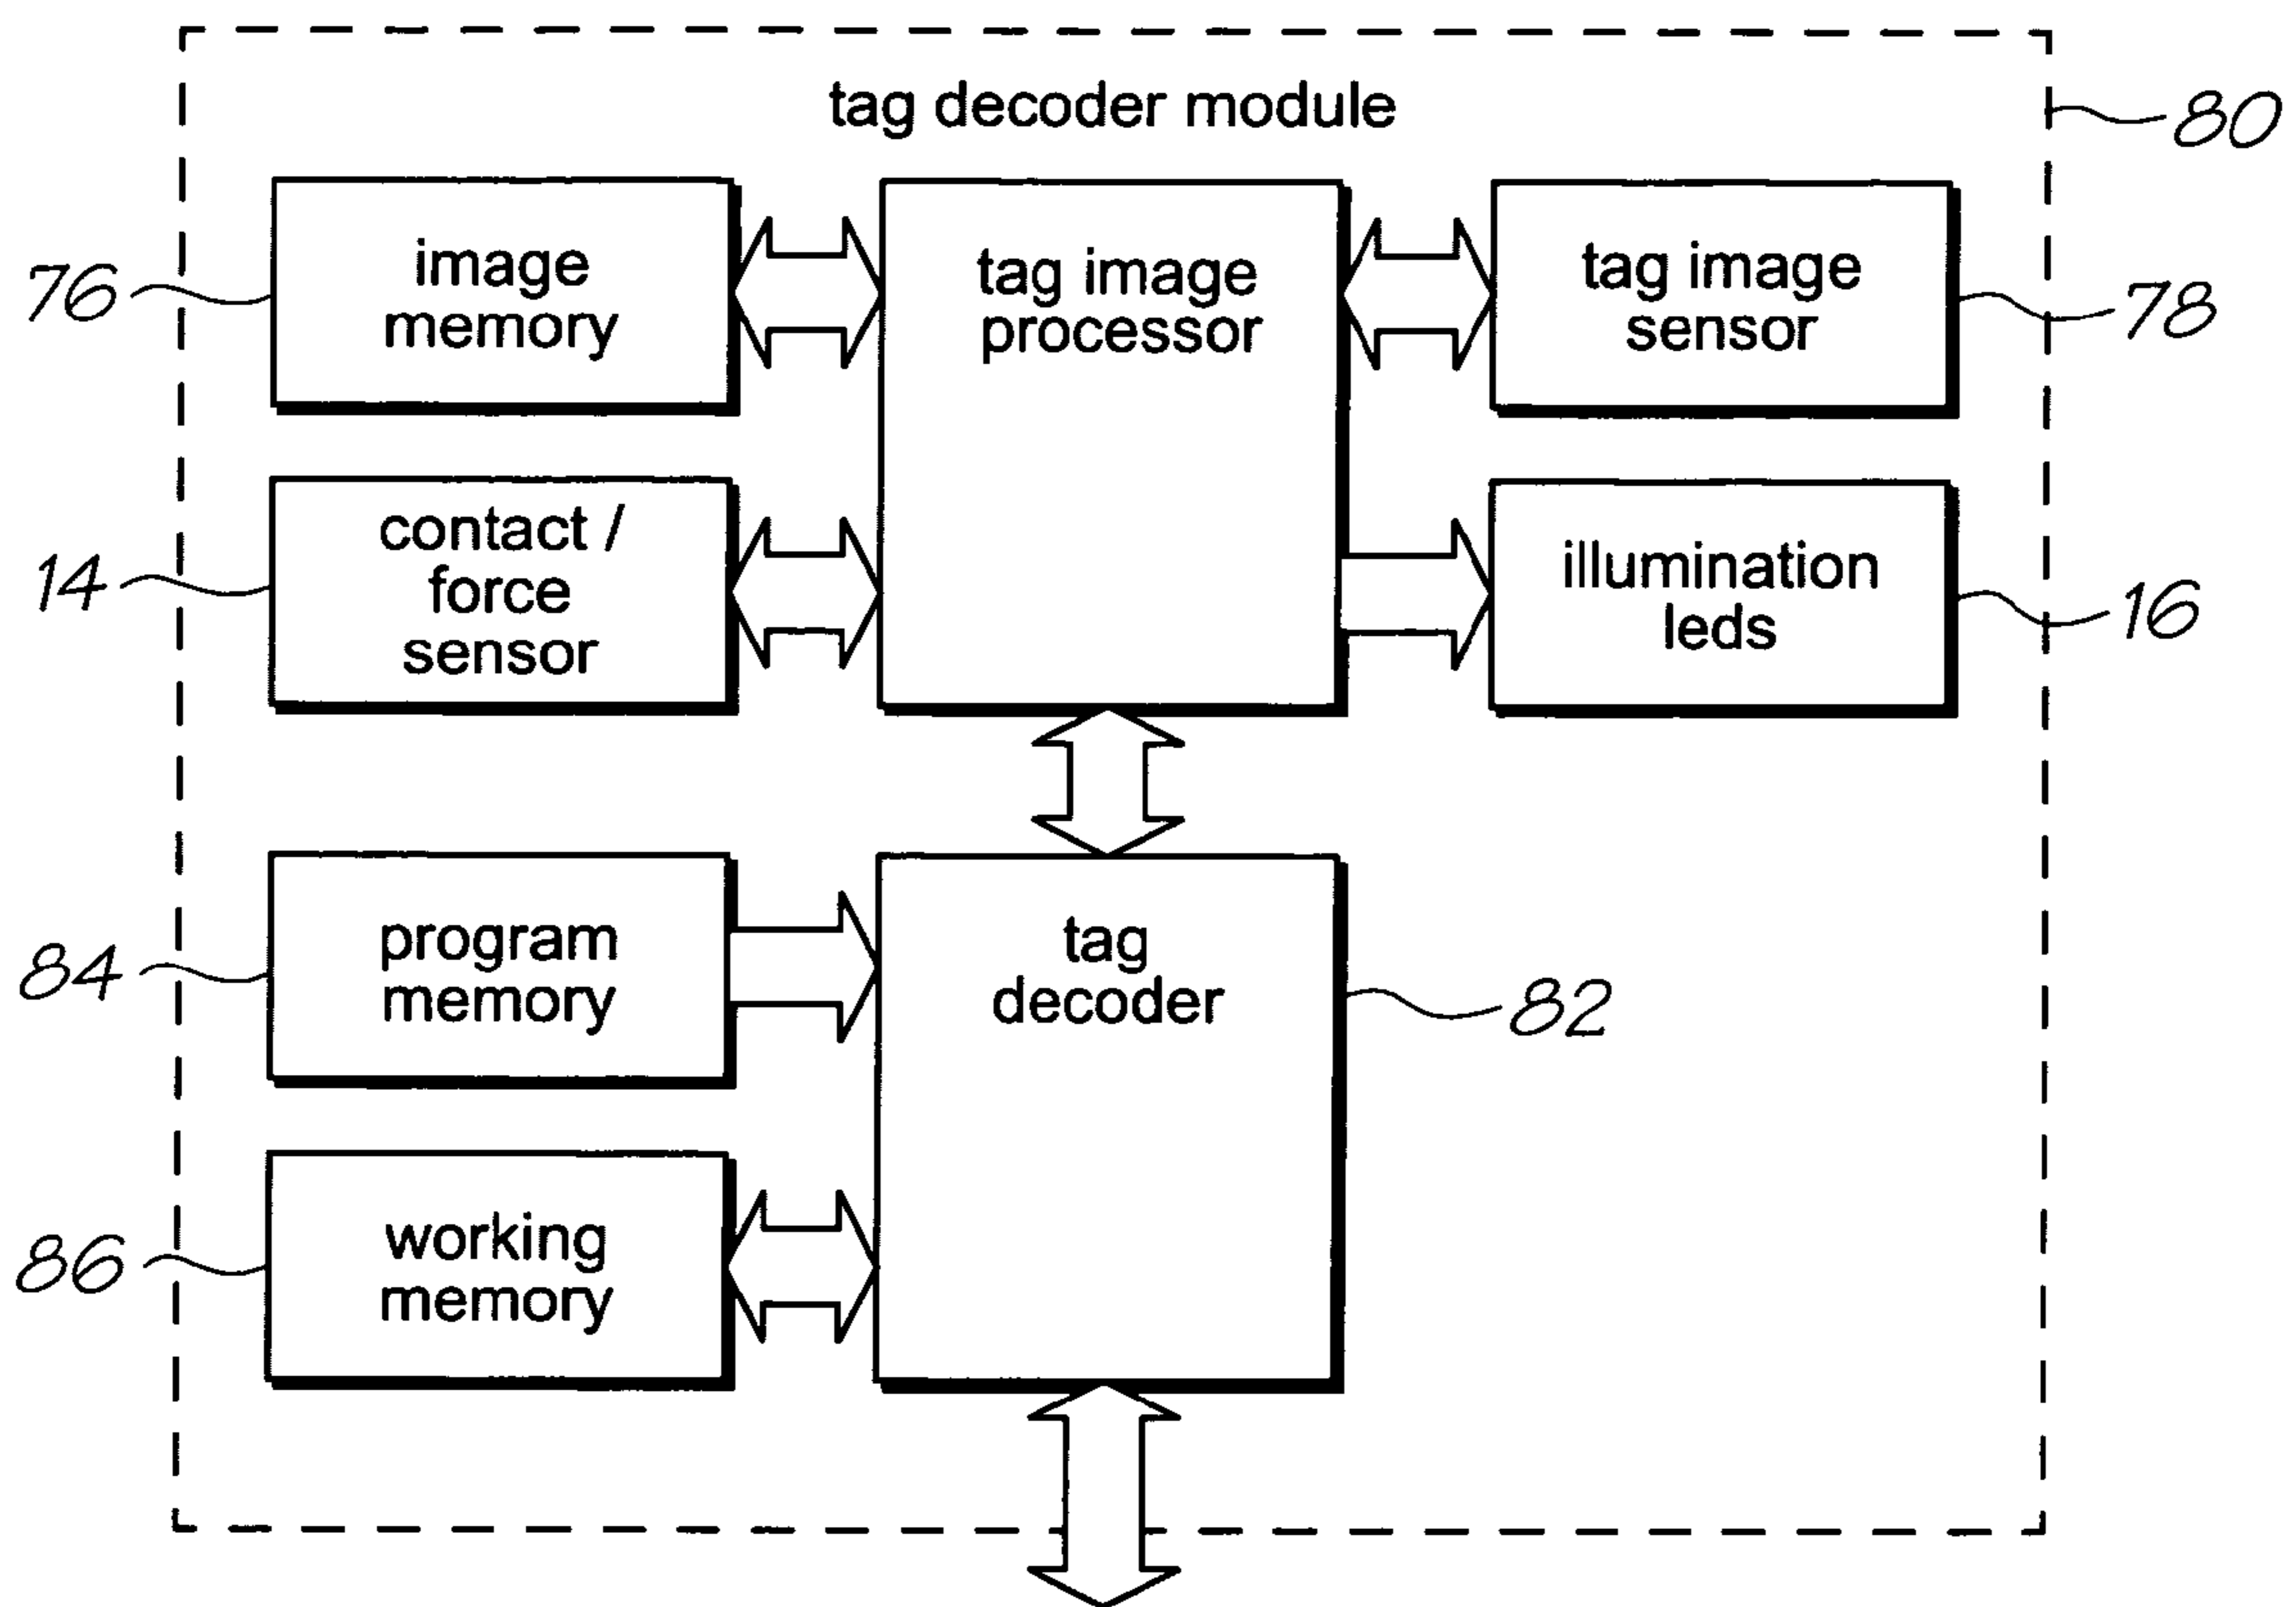 tag decoder module
80
image
memory
76
tag image
processor
tag image
sensor
78
contact /
force
sensor
14
illumination
leds
16
program
memory
84
tag
decoder
82
working
memory
86